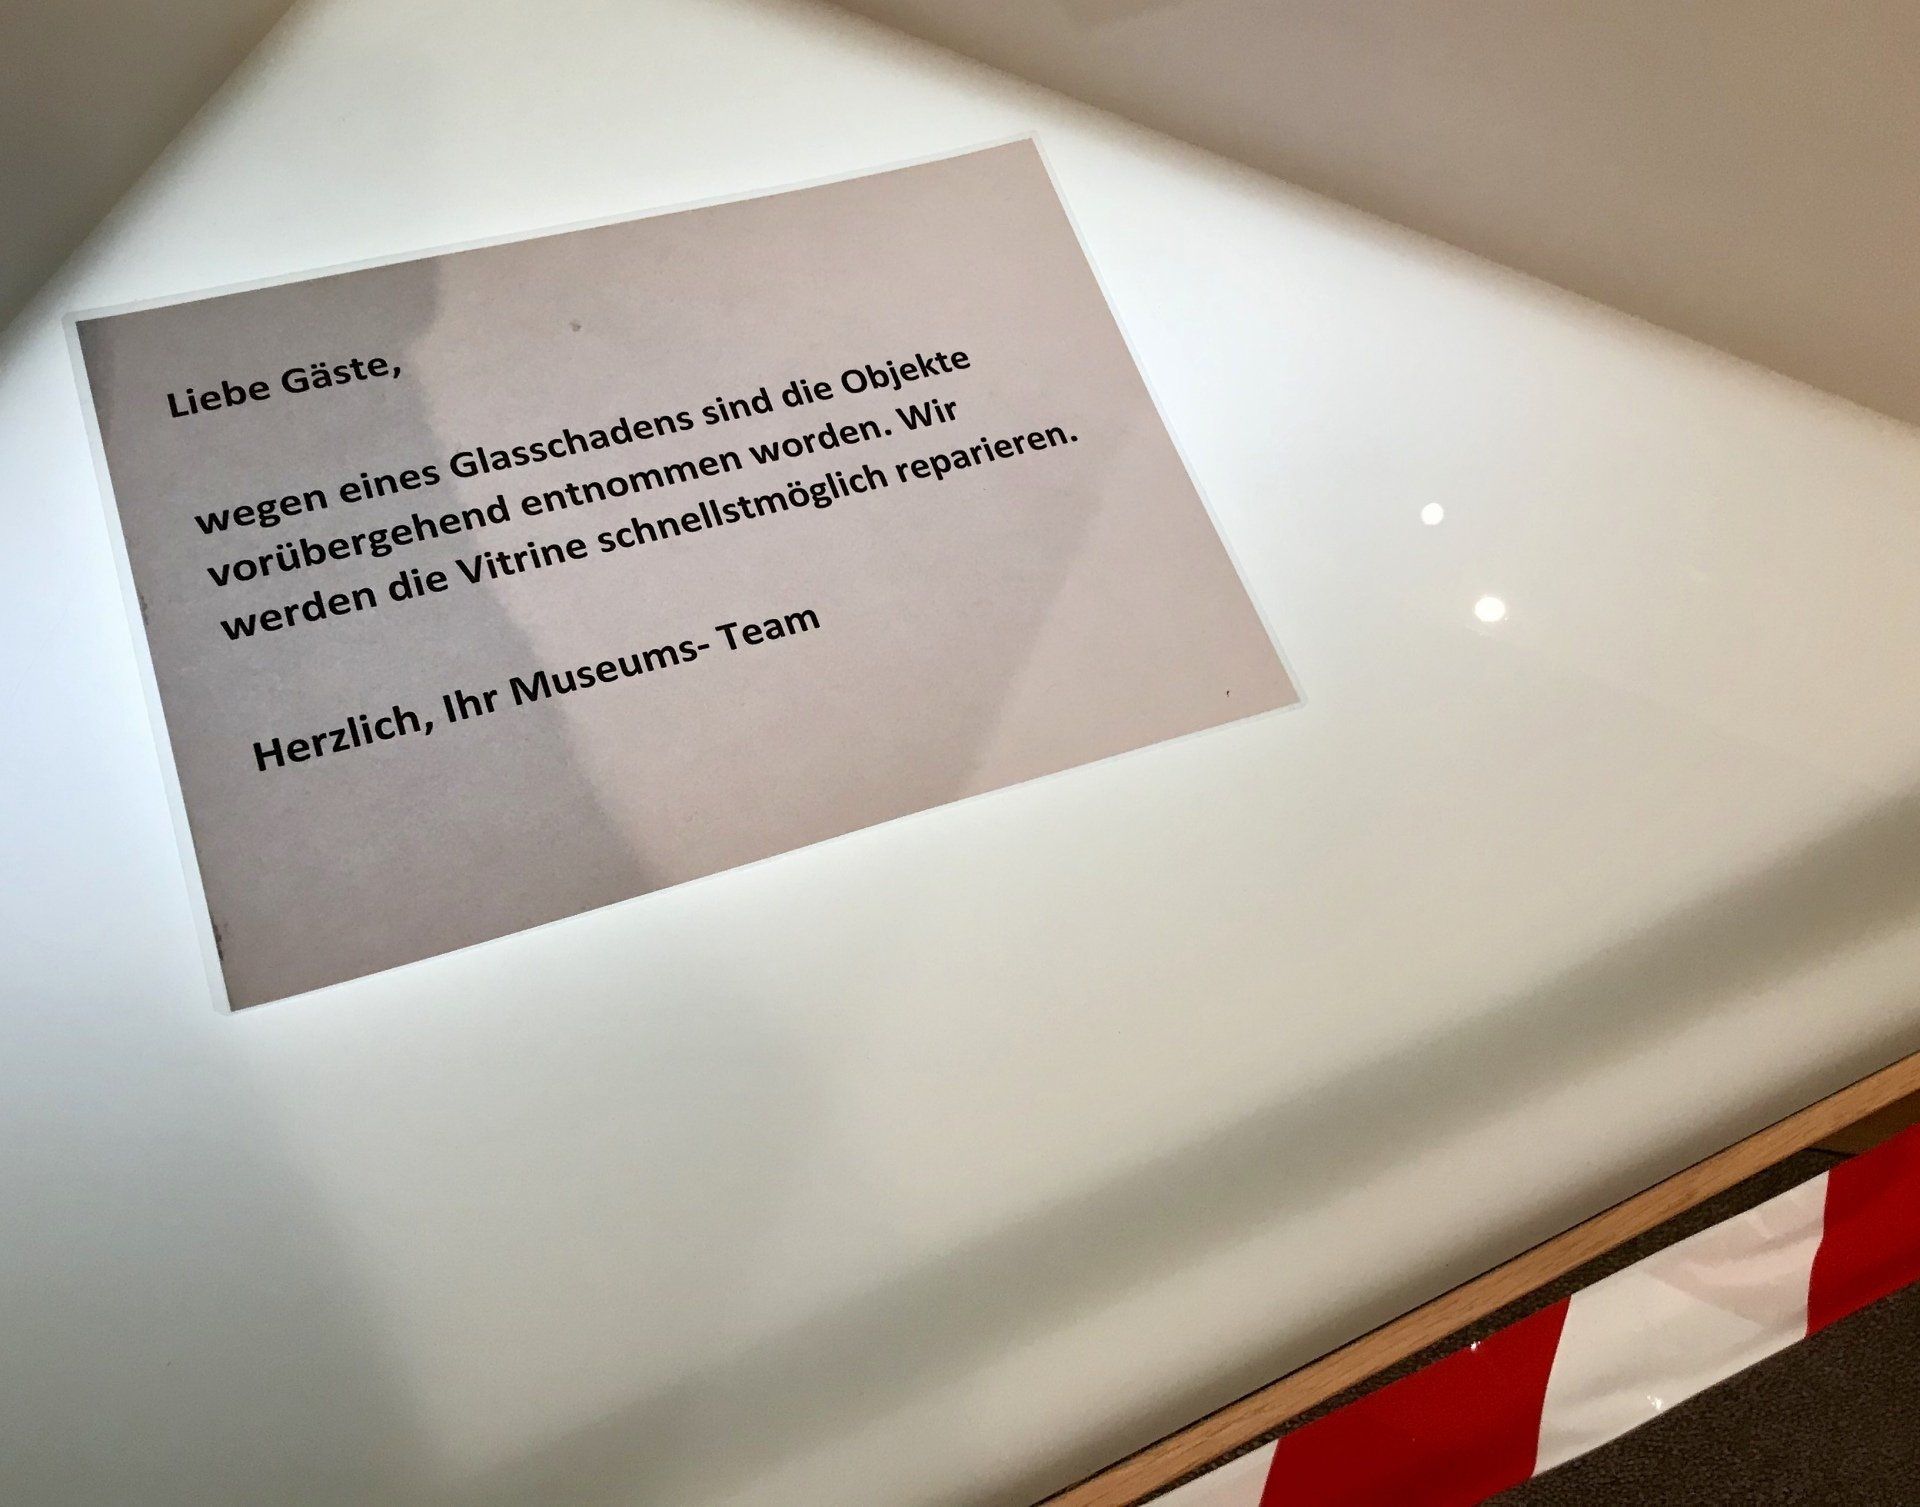 Liebe Gäste,
wegen eines Glasschadens sind die Objekte
vorübergehend entnommen worden. Wir
werden die Vitrine schnellstmöglich reparieren.
Herzlich, Ihr Museums- Team